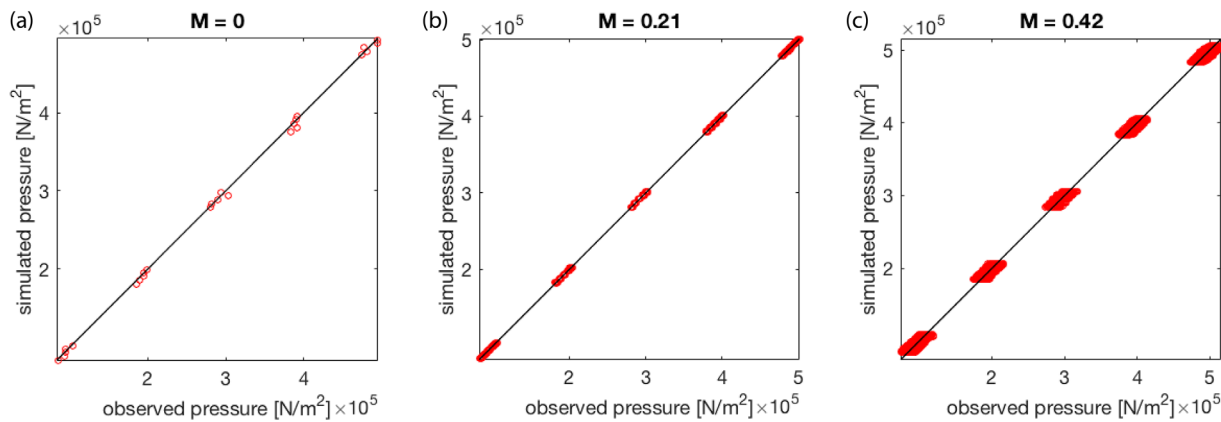 (a)
×10⁵
M = 0
simulated pressure [N/m²]
4
3
2
2
3
4
observed pressure [N/m²]×10⁵
(b)
×10⁵
M = 0.21
simulated pressure [N/m²]
5
4
3
2
2
3
4
5
observed pressure [N/m²]×10⁵
(c)
×10⁵
M = 0.42
simulated pressure [N/m²]
5
4
3
2
2
3
4
5
observed pressure [N/m²]×10⁵